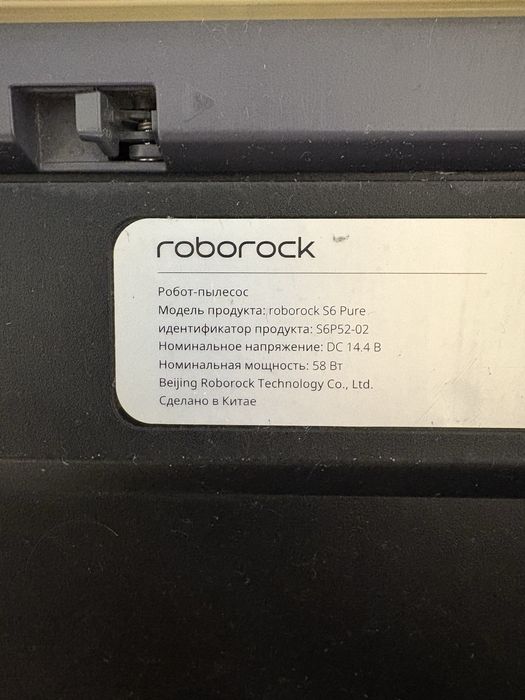 roborock
Робот-пылесос
Модель продукта: roborock S6 Pure
идентификатор продукта: S6P52-02
Номинальное напряжение: DC 14.4 В
Номинальная мощность: 58 Вт
Beijing Roborock Technology Co., Ltd.
Сделано в Китае